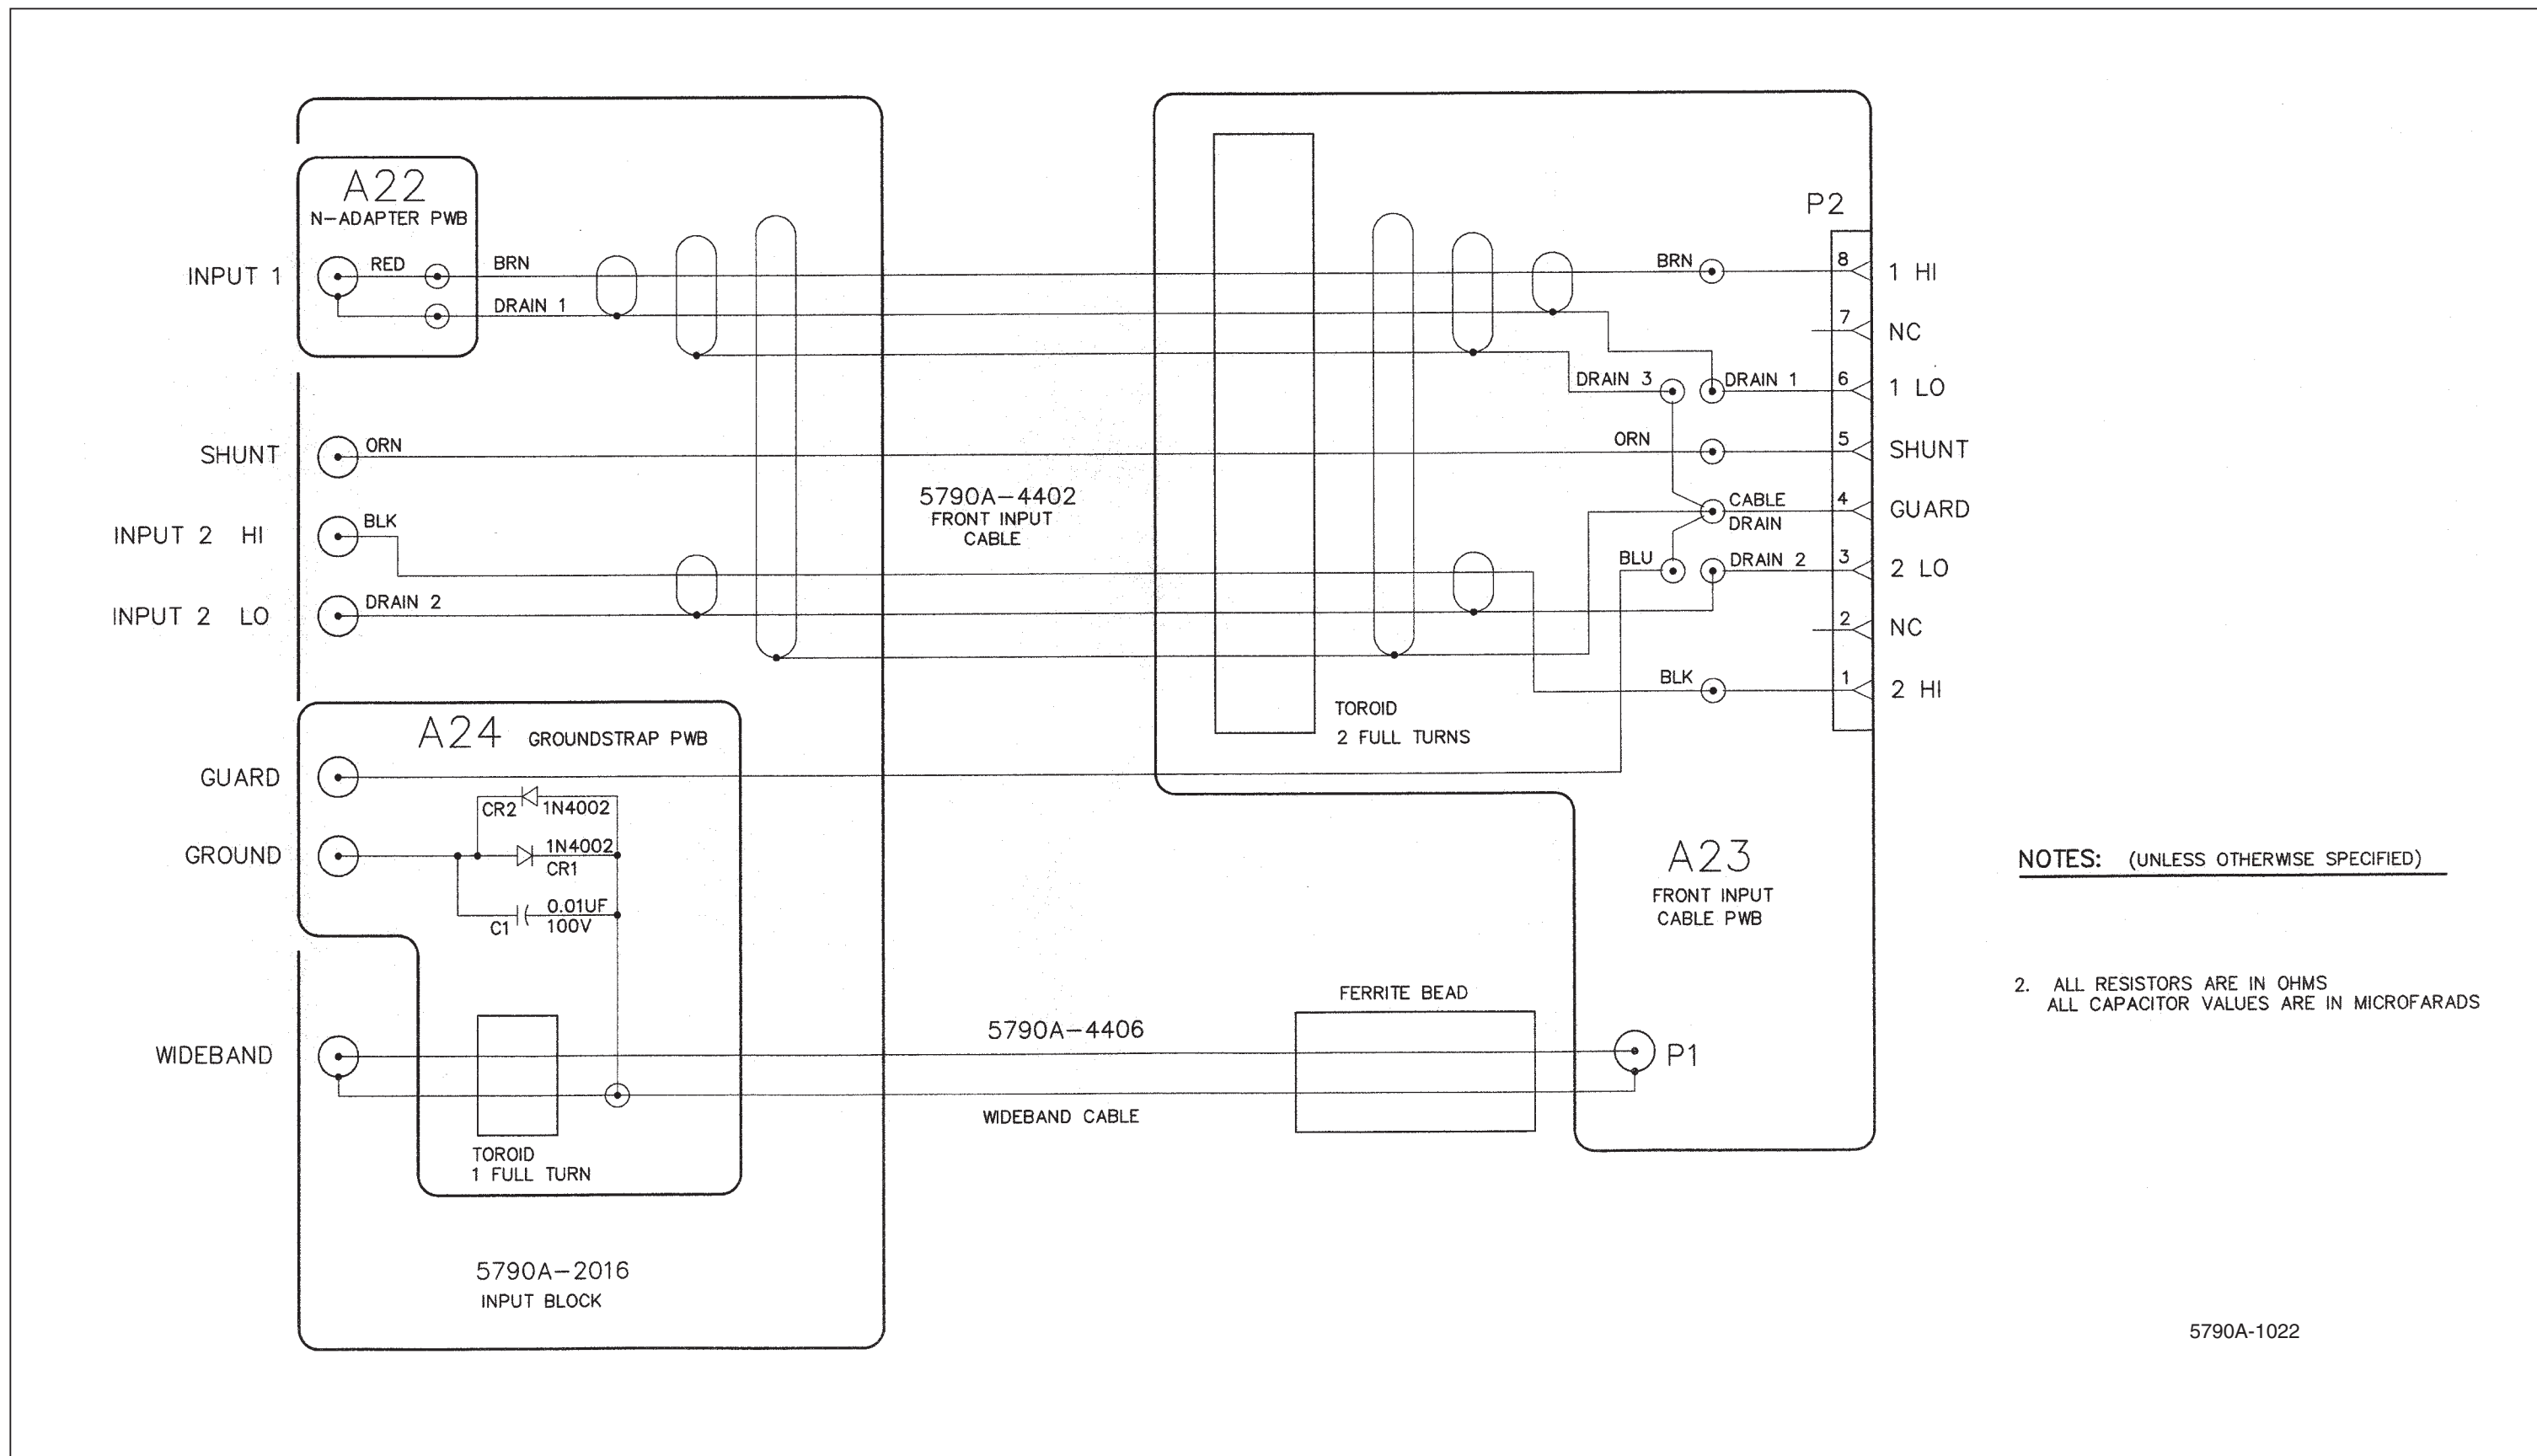 A22
N-ADAPTER PWB
INPUT 1
RED
BRN
DRAIN 1
SHUNT
ORN
INPUT 2 HI
BLK
INPUT 2 LO
DRAIN 2
5790A-4402
FRONT INPUT
CABLE
A24 GROUNDSTRAP PWB
GUARD
GROUND
CR2
1N4002
1N4002
CR1
C1
0.01UF
100V
WIDEBAND
TOROID
1 FULL TURN
5790A-2016
INPUT BLOCK
5790A-4406
WIDEBAND CABLE
TOROID
2 FULL TURNS
FERRITE BEAD
P1
A23
FRONT INPUT
CABLE PWB
P2
BRN
8
1 HI
7
NC
DRAIN 3
DRAIN 1
6
1 LO
ORN
5
SHUNT
CABLE
DRAIN
4
GUARD
BLU
DRAIN 2
3
2 LO
2
NC
BLK
1
2 HI
NOTES: (UNLESS OTHERWISE SPECIFIED)
2. ALL RESISTORS ARE IN OHMS
ALL CAPACITOR VALUES ARE IN MICROFARADS
5790A-1022